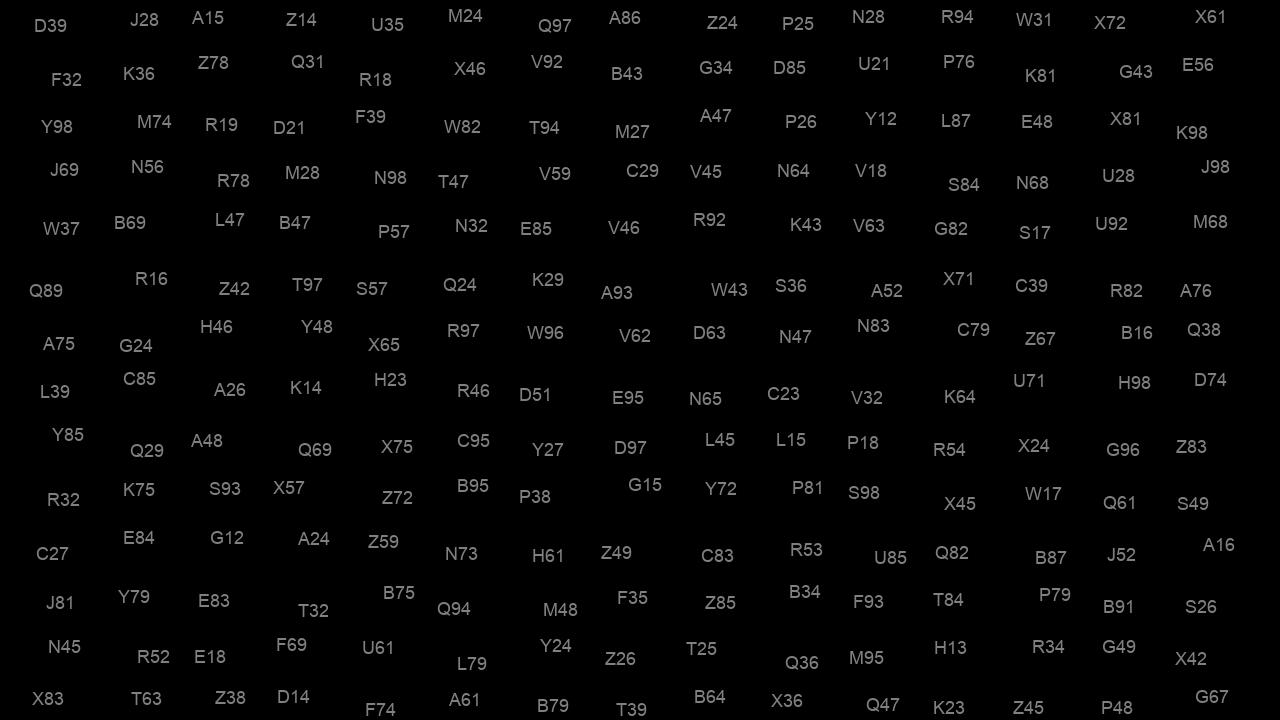 D39 J28 A15 Z14 U35 M24 Q97 A86 Z24 P25 N28 R94 W31 X72 X61
F32 K36 Z78 Q31 R18 X46 V92 B43 G34 D85 U21 P76 K81 G43 E56
Y98 M74 R19 D21 F39 W82 T94 M27 A47 P26 Y12 L87 E48 X81 K98
J69 N56 R78 M28 N98 T47 V59 C29 V45 N64 V18 S84 N68 U28 J98
W37 B69 L47 B47 P57 N32 E85 V46 R92 K43 V63 G82 S17 U92 M68
Q89 R16 Z42 T97 S57 Q24 K29 A93 W43 S36 A52 X71 C39 R82 A76
A75 G24 H46 Y48 X65 R97 W96 V62 D63 N47 N83 C79 Z67 B16 Q38
L39 C85 A26 K14 H23 R46 D51 E95 N65 C23 V32 K64 U71 H98 D74
Y85 Q29 A48 Q69 X75 C95 Y27 D97 L45 L15 P18 R54 X24 G96 Z83
R32 K75 S93 X57 Z72 B95 P38 G15 Y72 P81 S98 X45 W17 Q61 S49
C27 E84 G12 A24 Z59 N73 H61 Z49 C83 R53 U85 Q82 B87 J52 A16
J81 Y79 E83 T32 B75 Q94 M48 F35 Z85 B34 F93 T84 P79 B91 S26
N45 R52 E18 F69 U61 L79 Y24 Z26 T25 Q36 M95 H13 R34 G49 X42
X83 T63 Z38 D14 F74 A61 B79 T39 B64 X36 Q47 K23 Z45 P48 G67